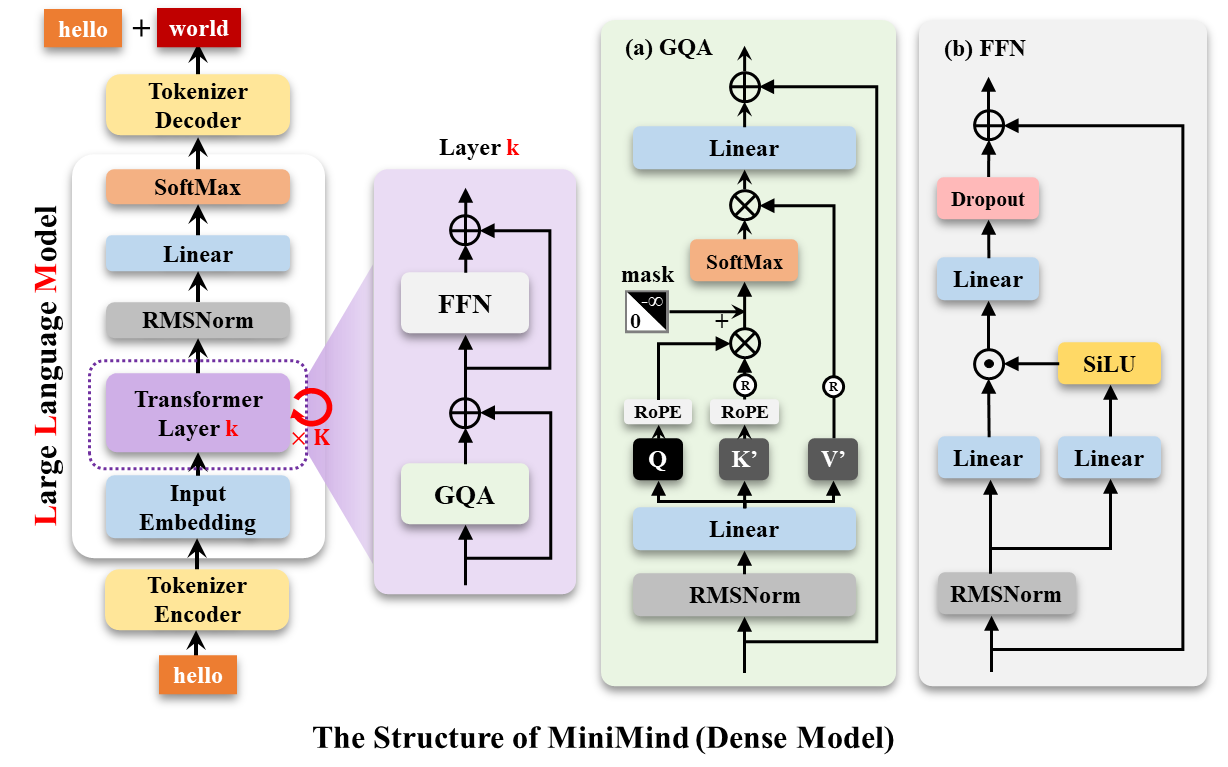 hello + world
Tokenizer
Decoder
SoftMax
Linear
RMSNorm
Transformer
Layer k
× K
Input
Embedding
Tokenizer
Encoder
hello
Large Language Model
Layer k
FFN
GQA
(a) GQA
Linear
SoftMax
mask
-∞
0
+
R
R
RoPE
RoPE
Q
K’
V’
Linear
RMSNorm
(b) FFN
Dropout
Linear
SiLU
Linear
Linear
RMSNorm
The Structure of MiniMind (Dense Model)